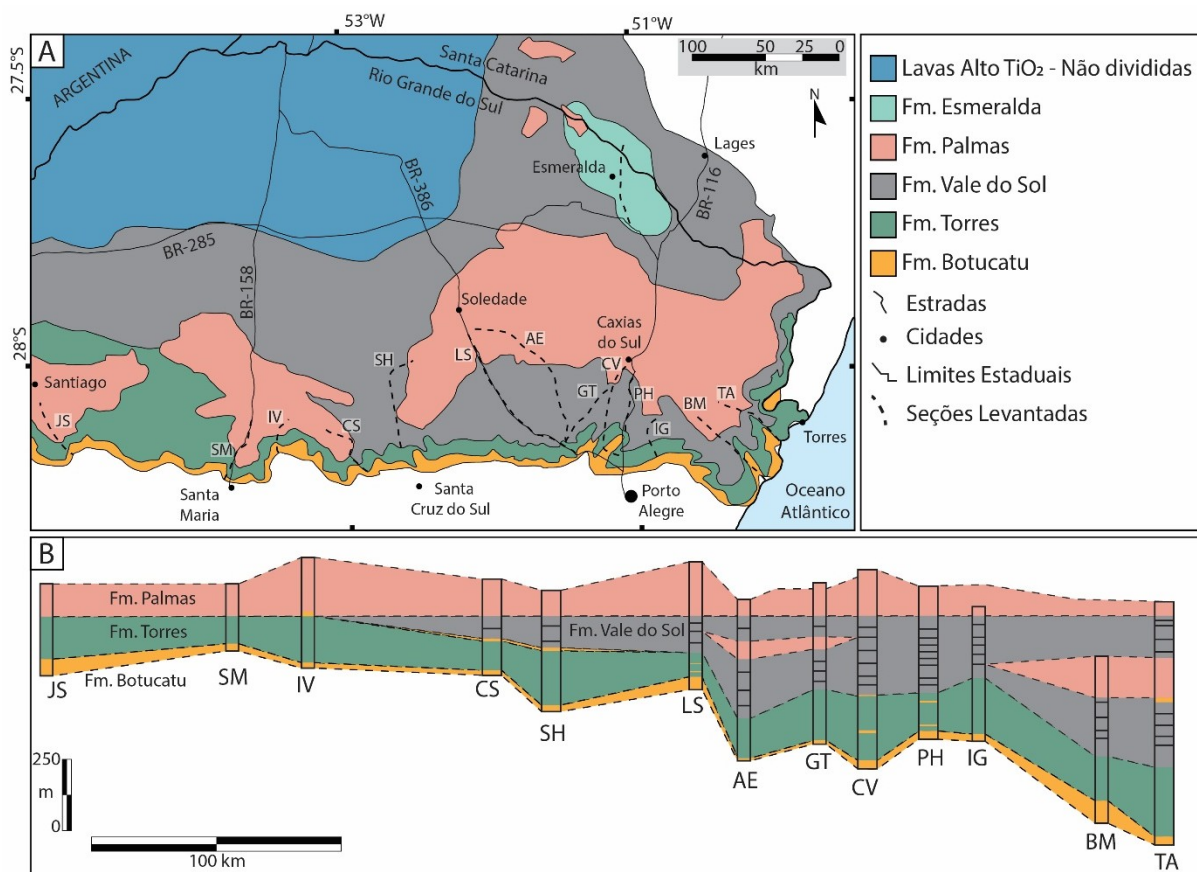 A
53°W
51°W
27.5°S
28°S
100 50 25 0
km
N
ARGENTINA
Santa Catarina
Rio Grande do Sul
BR-386
BR-285
BR-158
BR-116
Lages
Esmeralda
Soledade
Caxias
do Sul
Santiago
JS
SM
IV
CS
SH
LS
AE
GT
CV
PH
IG
BM
TA
Torres
Santa
Maria
Santa
Cruz do Sul
Porto
Alegre
Oceano
Atlântico
Lavas Alto TiO₂ - Não divididas
Fm. Esmeralda
Fm. Palmas
Fm. Vale do Sol
Fm. Torres
Fm. Botucatu
Estradas
Cidades
Limites Estaduais
Seções Levantadas
B
Fm. Palmas
Fm. Torres
Fm. Vale do Sol
Fm. Botucatu
JS
SM
IV
CS
SH
LS
AE
GT
CV
PH
IG
BM
TA
250
m
0
100 km